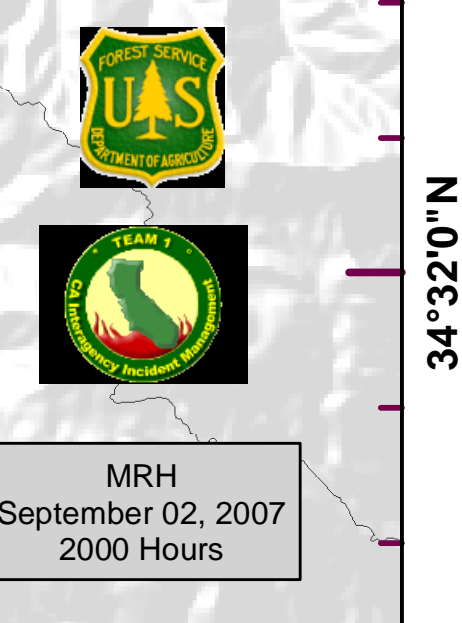 FOREST SERVICE
U S
DEPARTMENT OF AGRICULTURE
TEAM 1
CA Interagency Incident Management
34°32'0"N
MRH
September 02, 2007
2000 Hours